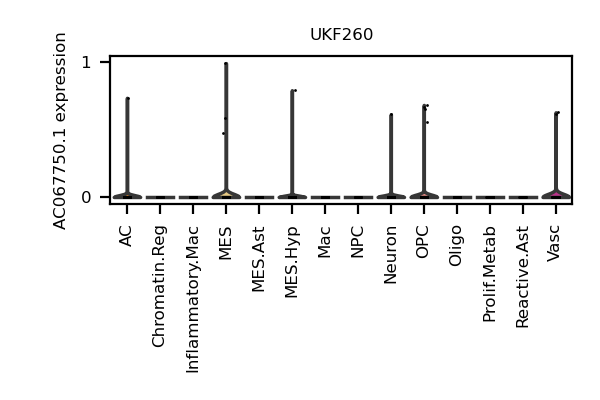 UKF260
AC067750.1 expression
1
0
AC
Chromatin.Reg
Inflammatory.Mac
MES
MES.Ast
MES.Hyp
Mac
NPC
Neuron
OPC
Oligo
Prolif.Metab
Reactive.Ast
Vasc